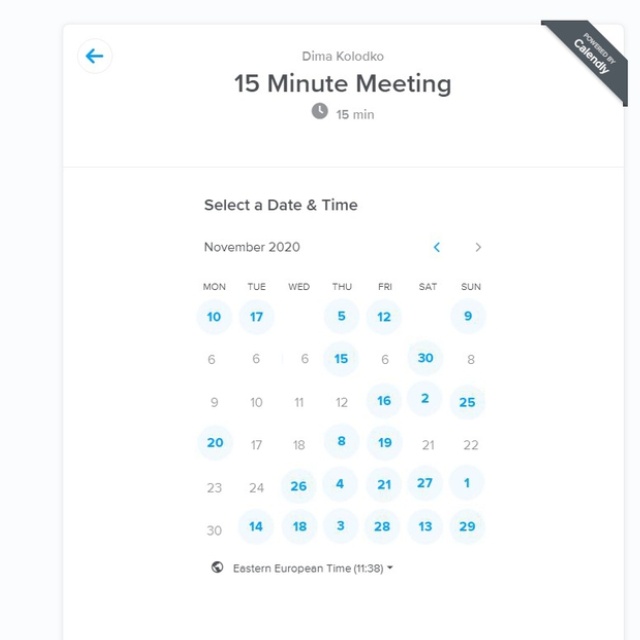 POWERED BY
Calendly
Dima Kolodko
15 Minute Meeting
15 min
Select a Date & Time
November 2020
MON TUE WED THU FRI SAT SUN
10 17 5 12 9
6 6 6 15 6 30 8
9 10 11 12 16 2 25
20 17 18 8 19 21 22
23 24 26 4 21 27 1
30 14 18 3 28 13 29
Eastern European Time (11:38)